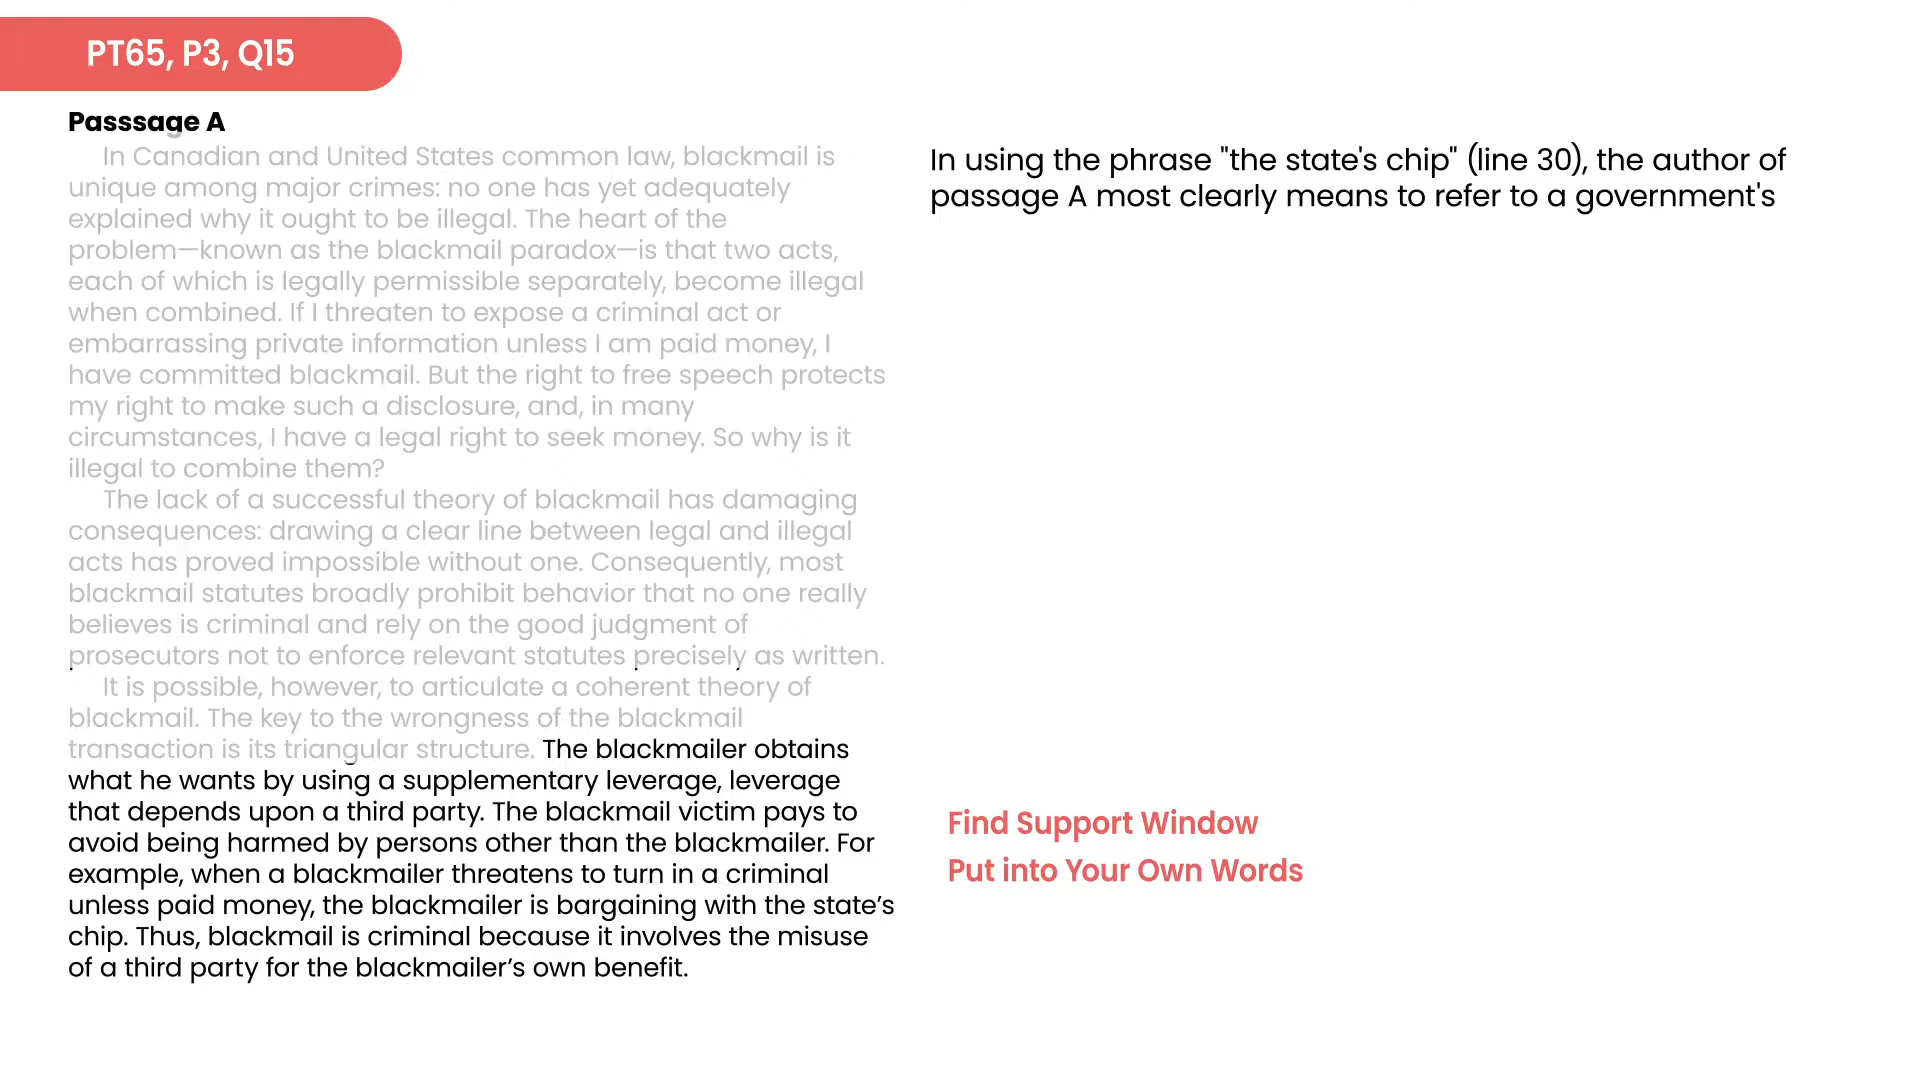 PT65, P3, Q15
Passsage A
In Canadian and United States common law, blackmail is
unique among major crimes: no one has yet adequately
explained why it ought to be illegal. The heart of the
problem—known as the blackmail paradox—is that two acts,
each of which is legally permissible separately, become illegal
when combined. If I threaten to expose a criminal act or
embarrassing private information unless I am paid money, I
have committed blackmail. But the right to free speech protects
my right to make such a disclosure, and, in many
circumstances, I have a legal right to seek money. So why is it
illegal to combine them?
The lack of a successful theory of blackmail has damaging
consequences: drawing a clear line between legal and illegal
acts has proved impossible without one. Consequently, most
blackmail statutes broadly prohibit behavior that no one really
believes is criminal and rely on the good judgment of
prosecutors not to enforce relevant statutes precisely as written.
It is possible, however, to articulate a coherent theory of
blackmail. The key to the wrongness of the blackmail
transaction is its triangular structure. The blackmailer obtains
what he wants by using a supplementary leverage, leverage
that depends upon a third party. The blackmail victim pays to
avoid being harmed by persons other than the blackmailer. For
example, when a blackmailer threatens to turn in a criminal
unless paid money, the blackmailer is bargaining with the state's
chip. Thus, blackmail is criminal because it involves the misuse
of a third party for the blackmailer's own benefit.
In using the phrase "the state's chip" (line 30), the author of
passage A most clearly means to refer to a government's
Find Support Window
Put into Your Own Words